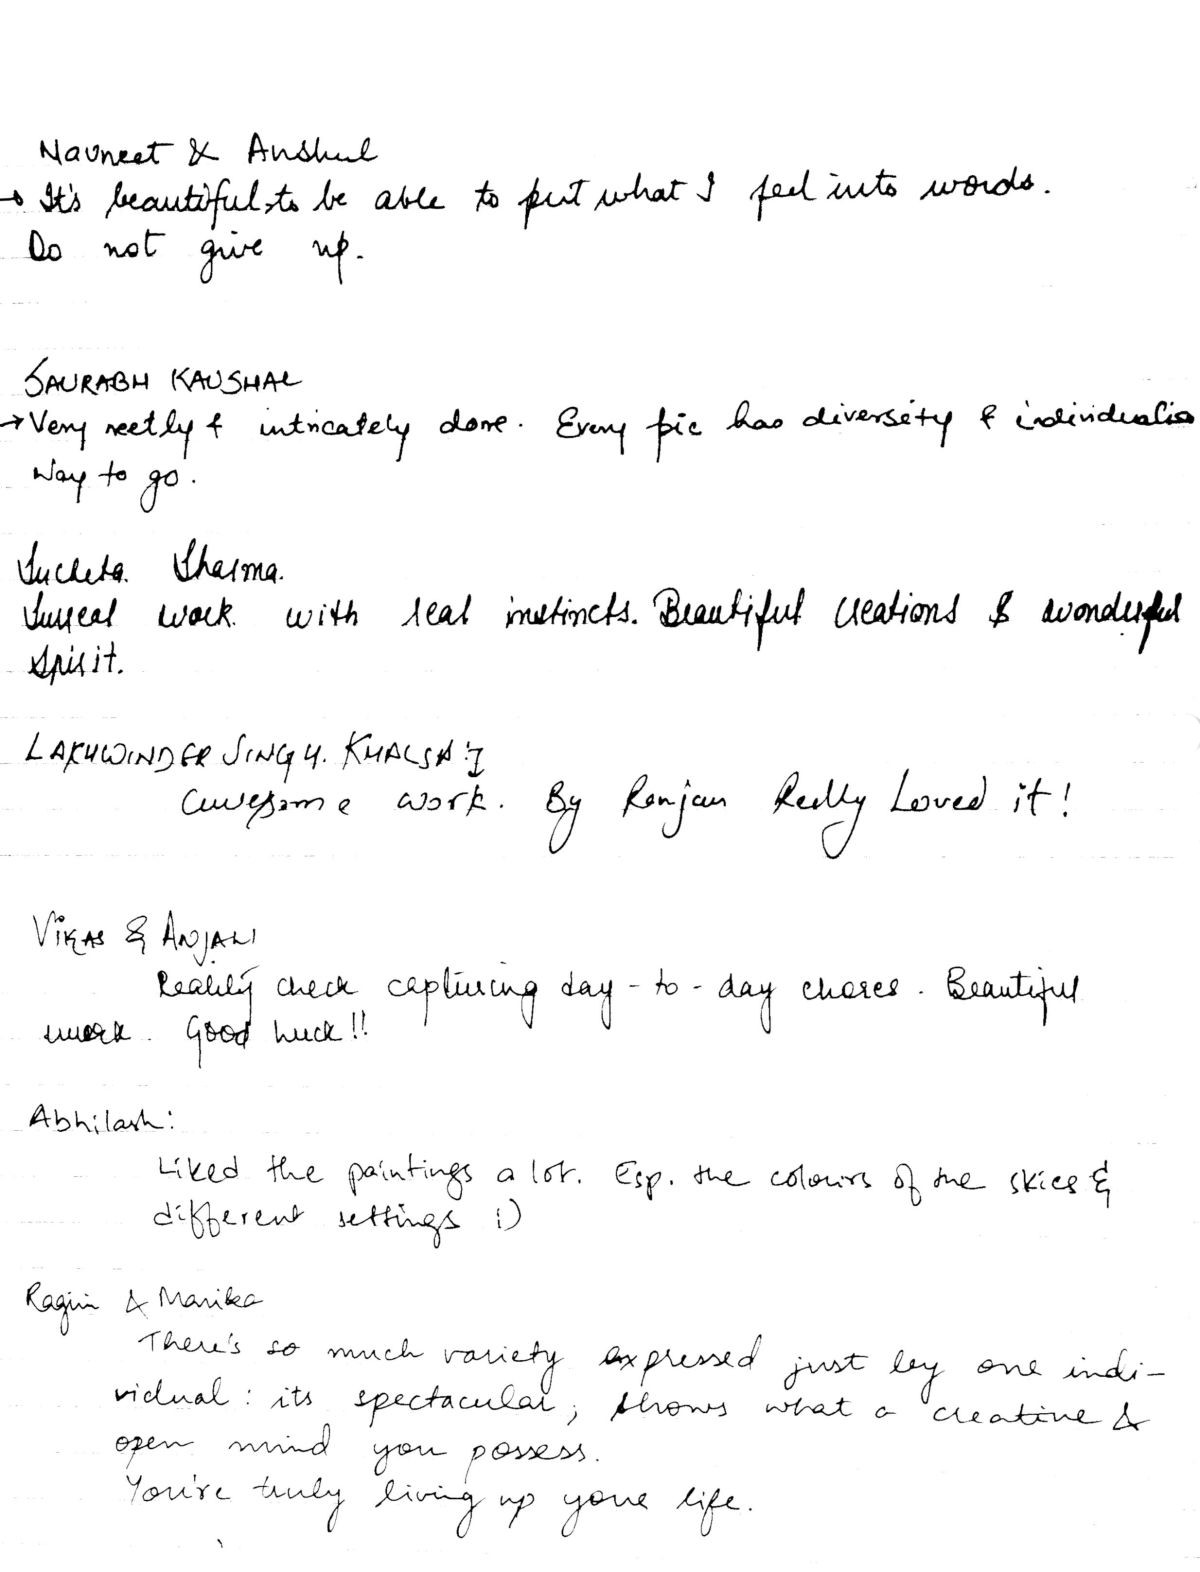 Navneet & Anshul
→ It's beautiful, to be able to put what I feel into words.
Do not give up.
SAURABH KAUSHAL
→ Very neetly & intricately done. Every pic has diversity & individualis
Way to go.
Sucheta. Sharma.
Surreal work. with real instincts. Beautiful creations & wonderful
spirit.
LAKHWINDER SINGH. KHALSA
awesome work. By Ranjan Really Loved it!
VIKAS & ANJALI
Reality check capturing day-to-day chores. Beautiful
work. Good luck!!
Abhilash:
Liked the paintings a lot. Esp. the colours of the skies &
different settings :)
Ragini & Marika
There's so much variety expressed just by one indi-
vidual: its spectacular; shows what a creative &
open mind you possess.
You're truly living up your life.